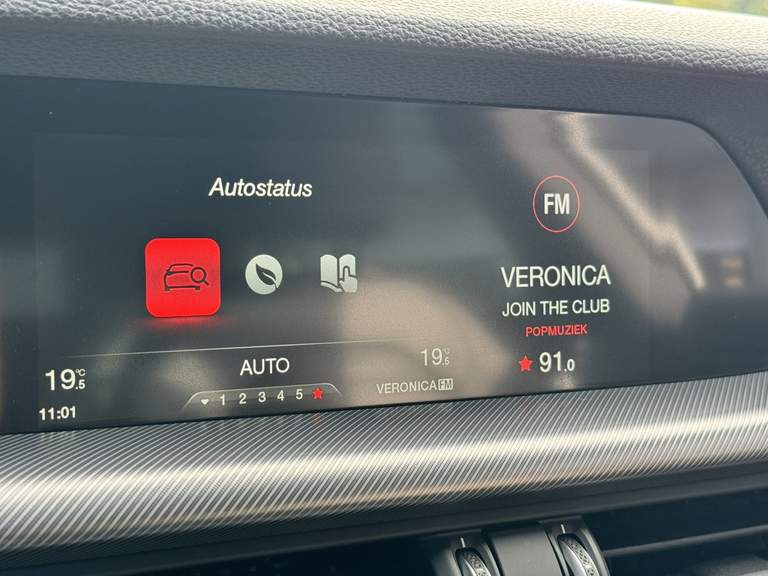 Autostatus
FM
VERONICA
JOIN THE CLUB
POPMUZIEK
91.0
19.5 °C
AUTO
19.5 °C
1 2 3 4 5
VERONICA FM
11:01